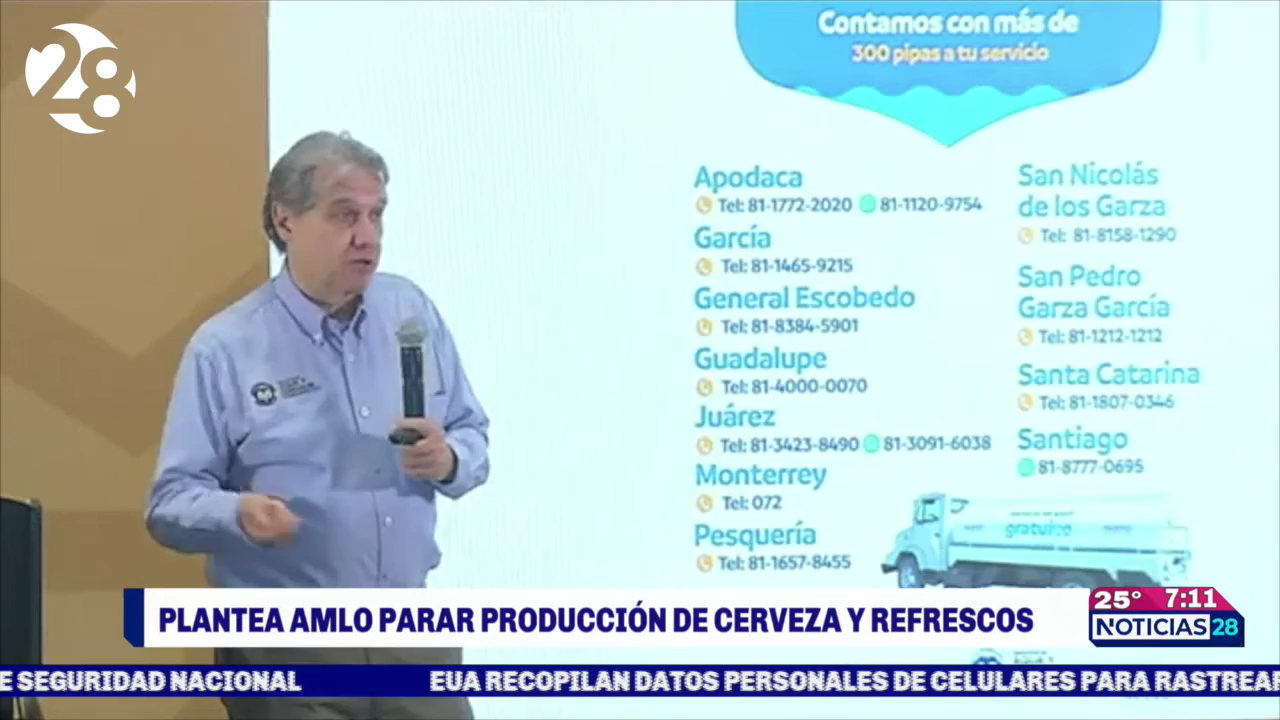 28
Contamos con más de
300 pipas a tu servicio
Apodaca
Tel: 81-1772-2020 81-1120-9754
García
Tel: 81-1465-9215
General Escobedo
Tel: 81-8384-5901
Guadalupe
Tel: 81-4000-0070
Juárez
Tel: 81-3423-8490 81-3091-6038
Monterrey
Tel: 072
Pesquería
Tel: 81-1657-8455
San Nicolás
de los Garza
Tel: 81-8158-1290
San Pedro
Garza García
Tel: 81-1212-1212
Santa Catarina
Tel: 81-1807-0346
Santiago
81-8777-0695
gratuito
PLANTEA AMLO PARAR PRODUCCIÓN DE CERVEZA Y REFRESCOS
25° 7:11
NOTICIAS 28
E SEGURIDAD NACIONAL EUA RECOPILAN DATOS PERSONALES DE CELULARES PARA RASTREAR